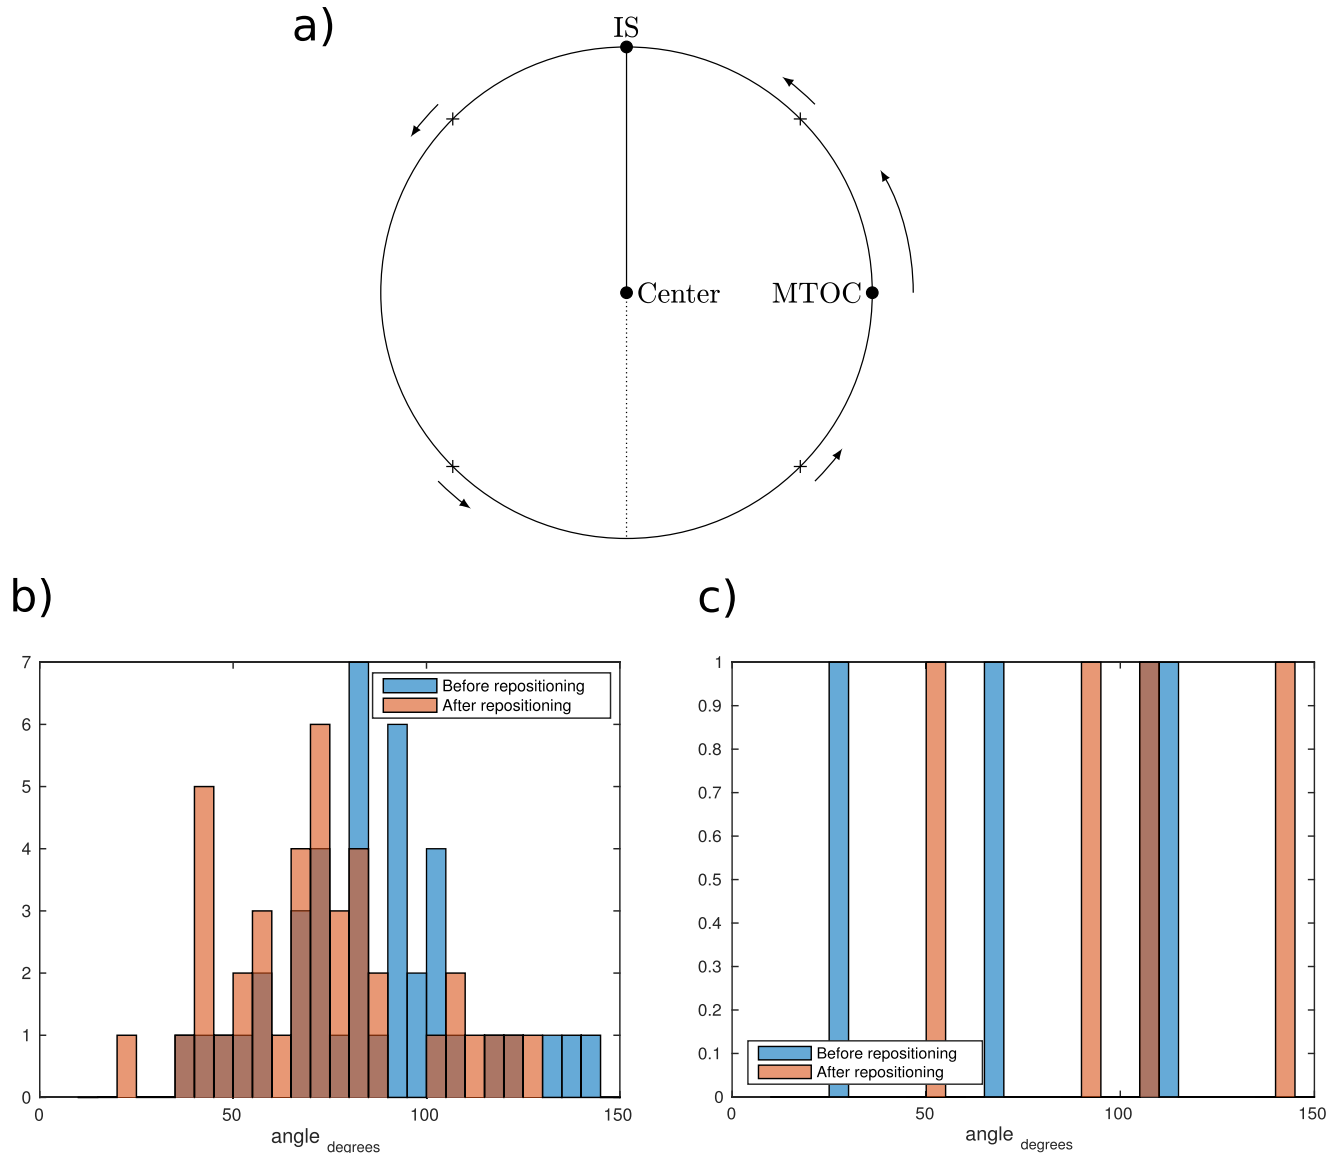 a)
IS
Center
MTOC
b)
7
6
5
4
3
2
1
0
0
50
100
150
Before repositioning
After repositioning
angle degrees
c)
1
0.9
0.8
0.7
0.6
0.5
0.4
0.3
0.2
0.1
0
0
50
100
150
Before repositioning
After repositioning
angle degrees